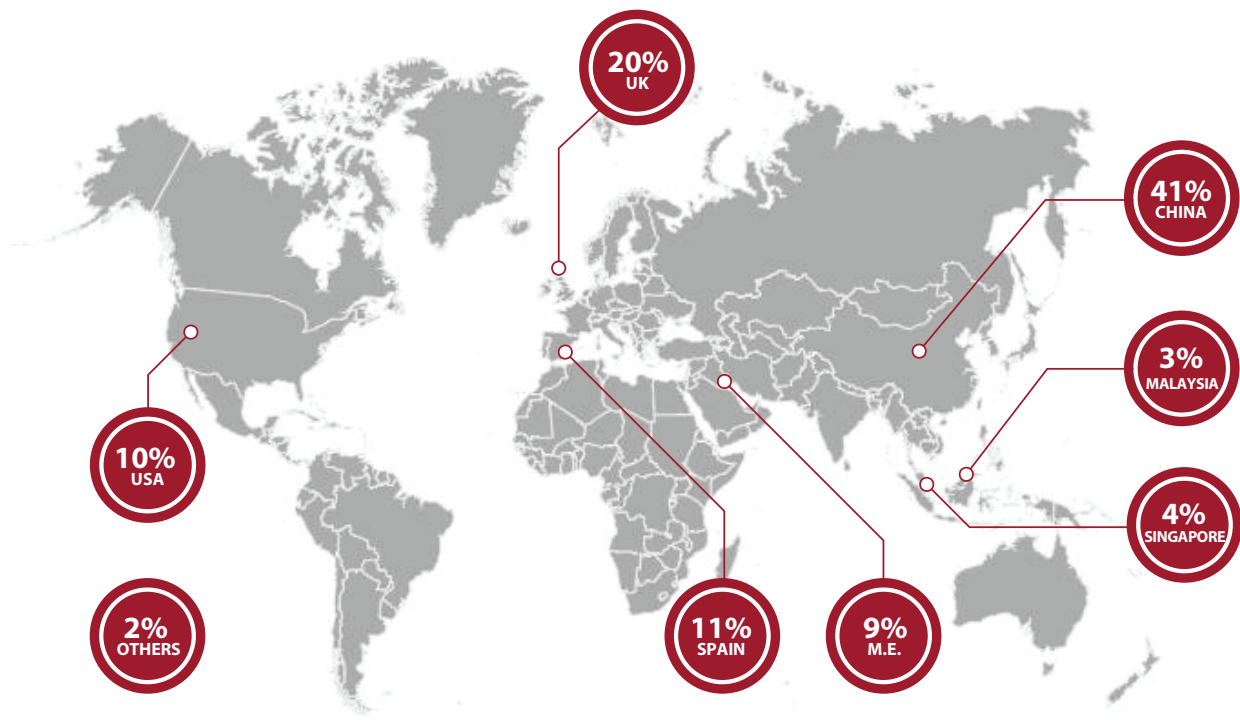 20%
UK
41%
CHINA
3%
MALAYSIA
10%
USA
4%
SINGAPORE
2%
OTHERS
11%
SPAIN
9%
M.E.